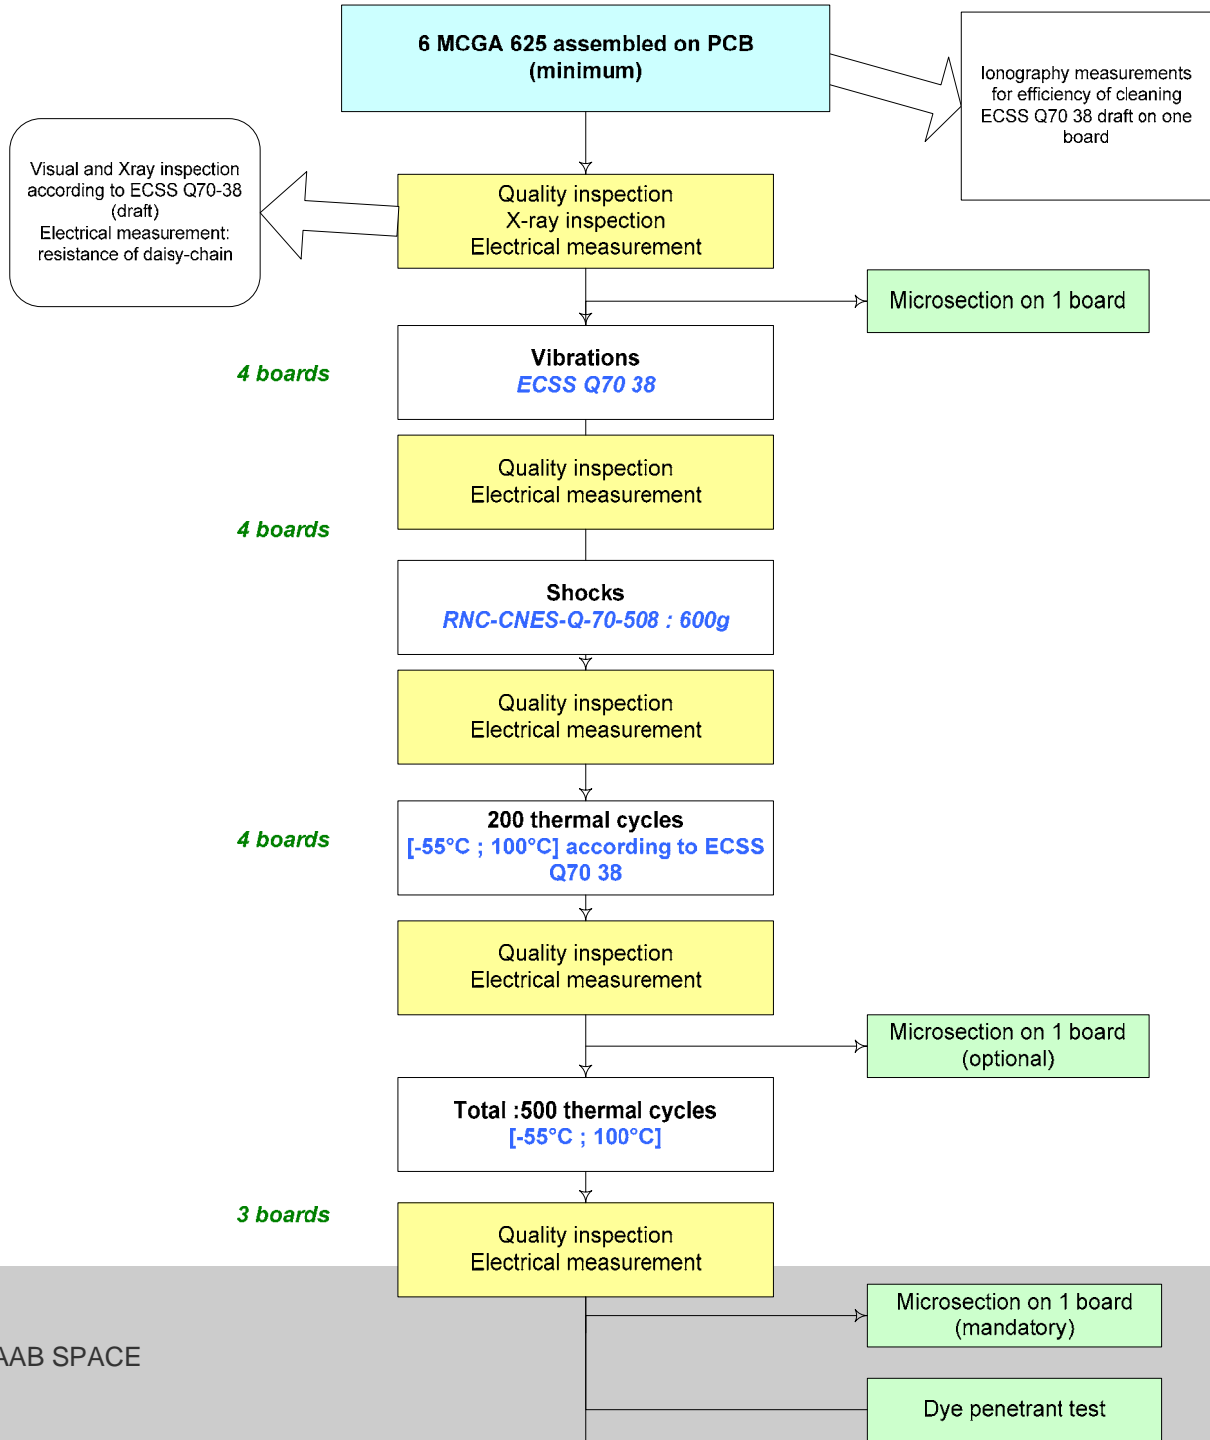 6 MCGA 625 assembled on PCB
(minimum)
Ionography measurements
for efficiency of cleaning
ECSS Q70 38 draft on one
board
Visual and Xray inspection
according to ECSS Q70-38
(draft)
Electrical measurement:
resistance of daisy-chain
Quality inspection
X-ray inspection
Electrical measurement
Microsection on 1 board
4 boards
Vibrations
ECSS Q70 38
Quality inspection
Electrical measurement
4 boards
Shocks
RNC-CNES-Q-70-508 : 600g
Quality inspection
Electrical measurement
4 boards
200 thermal cycles
[-55°C ; 100°C] according to ECSS
Q70 38
Quality inspection
Electrical measurement
Microsection on 1 board
(optional)
Total :500 thermal cycles
[-55°C ; 100°C]
3 boards
Quality inspection
Electrical measurement
Microsection on 1 board
(mandatory)
AAB SPACE
Dye penetrant test